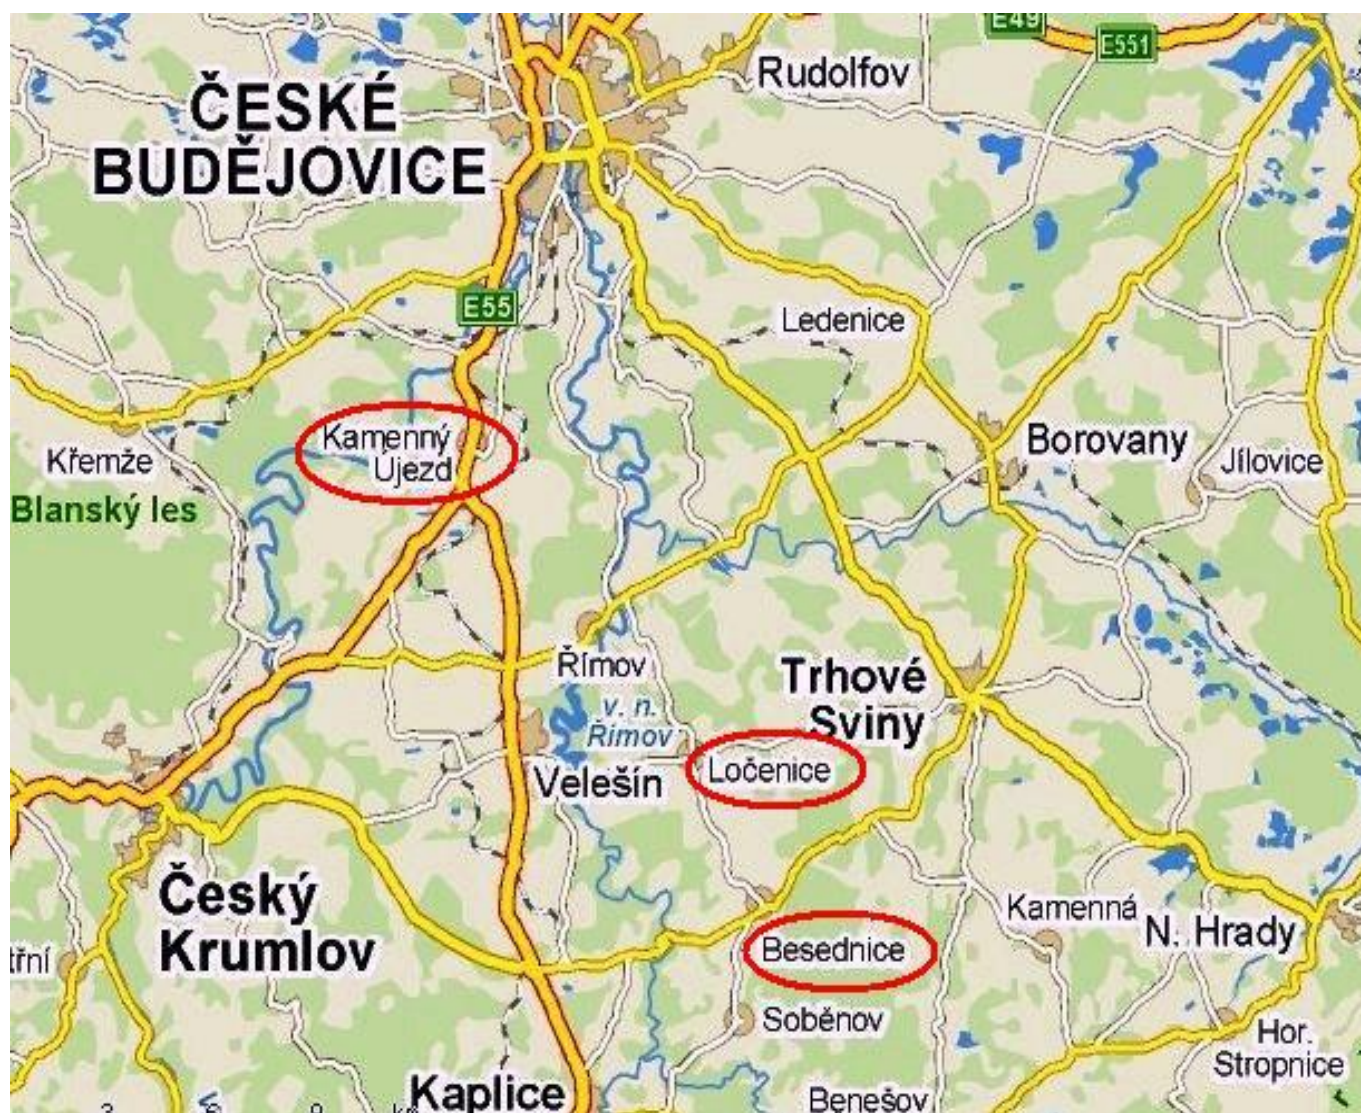 E49
E551
Rudolfov
ČESKÉ
BUDĚJOVICE
E55
Ledenice
Kamenný
Újezd
Křemže
Borovany
Jílovice
Blanský les
Římov
Trhové
Sviny
v. n.
Římov
Ločenice
Velešín
Český
Krumlov
Kamenná
N. Hrady
Besednice
Soběnov
Hor.
Stropnice
Kaplice
Benešov